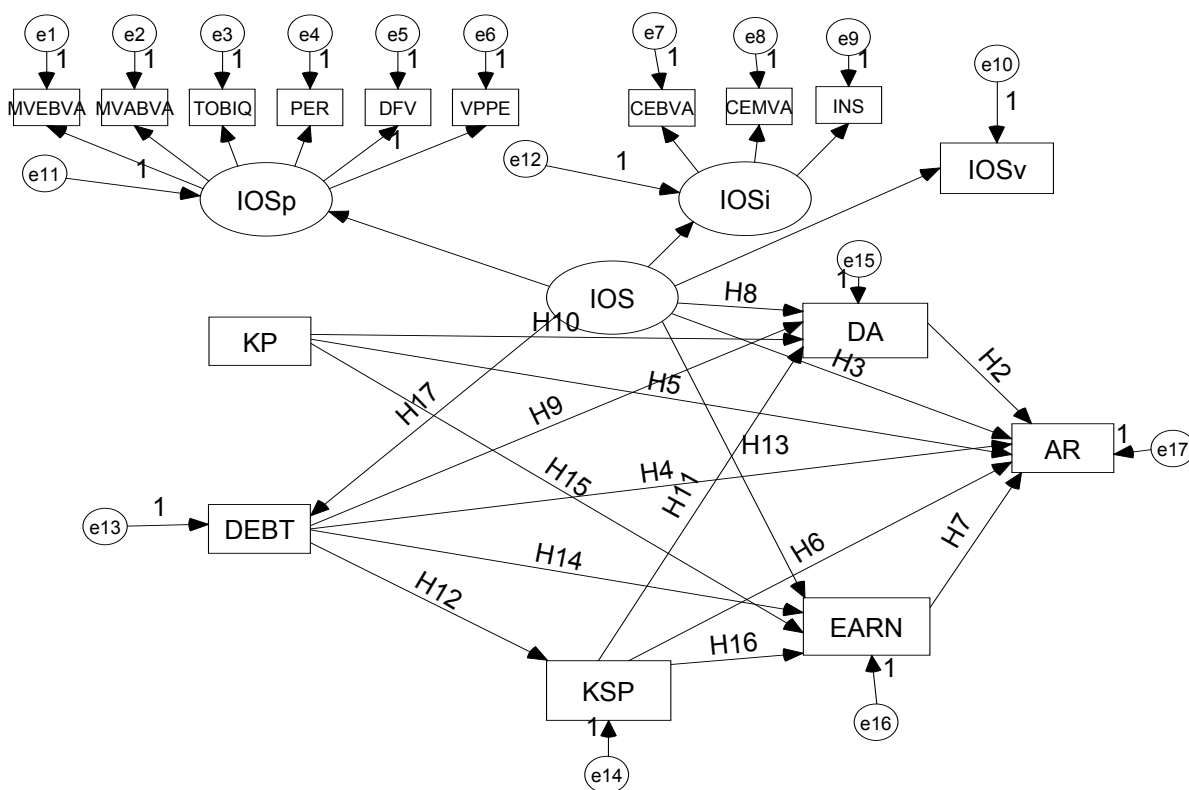 e1
e2
e3
e4
e5
e6
e7
e8
e9
e10
1
1
1
1
1
1
1
1
1
1
MVEBVA
MVABVA
TOBIQ
PER
DFV
VPPE
CEBVA
CEMVA
INS
IOSv
e11
1
1
e12
1
IOSp
IOSi
IOS
e15
1
H8
DA
KP
H10
H3
H2
H5
H17
H9
H13
AR
1
e17
H4
H15
H11
e13
1
DEBT
H14
H6
H7
H12
EARN
H16
KSP
1
e16
1
e14